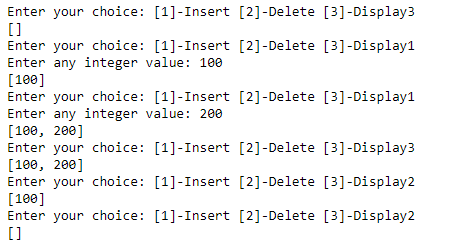 Enter your choice: [1]-Insert [2]-Delete [3]-Display3
[]
Enter your choice: [1]-Insert [2]-Delete [3]-Display1
Enter any integer value: 100
[100]
Enter your choice: [1]-Insert [2]-Delete [3]-Display1
Enter any integer value: 200
[100, 200]
Enter your choice: [1]-Insert [2]-Delete [3]-Display3
[100, 200]
Enter your choice: [1]-Insert [2]-Delete [3]-Display2
[100]
Enter your choice: [1]-Insert [2]-Delete [3]-Display2
[]